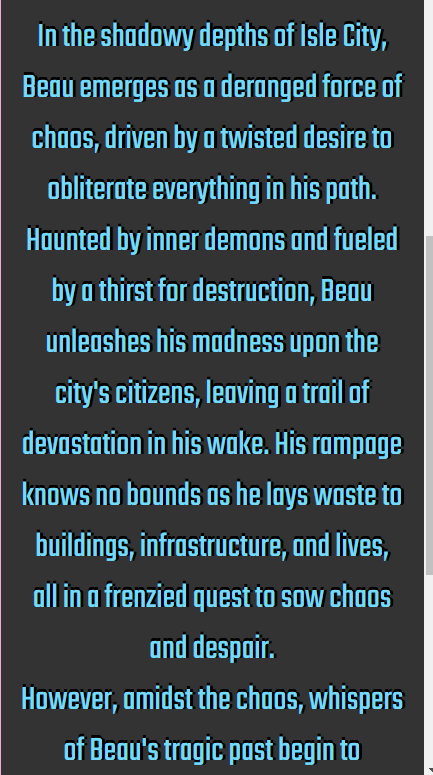 In the shadowy depths of Isle City,
Beau emerges as a deranged force of
chaos, driven by a twisted desire to
obliterate everything in his path.
Haunted by inner demons and fueled
by a thirst for destruction, Beau
unleashes his madness upon the
city's citizens, leaving a trail of
devastation in his wake. His rampage
knows no bounds as he lays waste to
buildings, infrastructure, and lives,
all in a frenzied quest to sow chaos
and despair.
However, amidst the chaos, whispers
of Beau's tragic past begin to